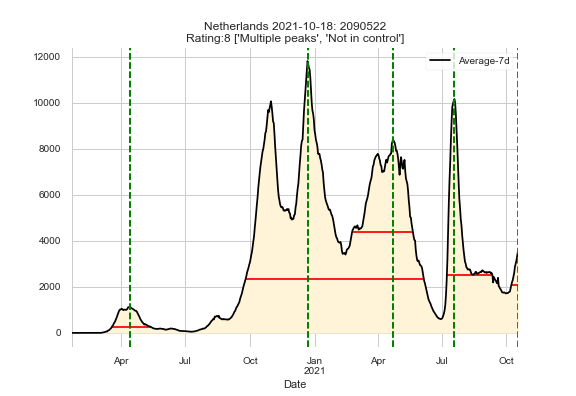 Netherlands 2021-10-18: 2090522
Rating:8 ['Multiple peaks', 'Not in control']
Average-7d
12000
10000
8000
6000
4000
2000
0
Apr
Jul
Oct
Jan
2021
Apr
Jul
Oct
Date